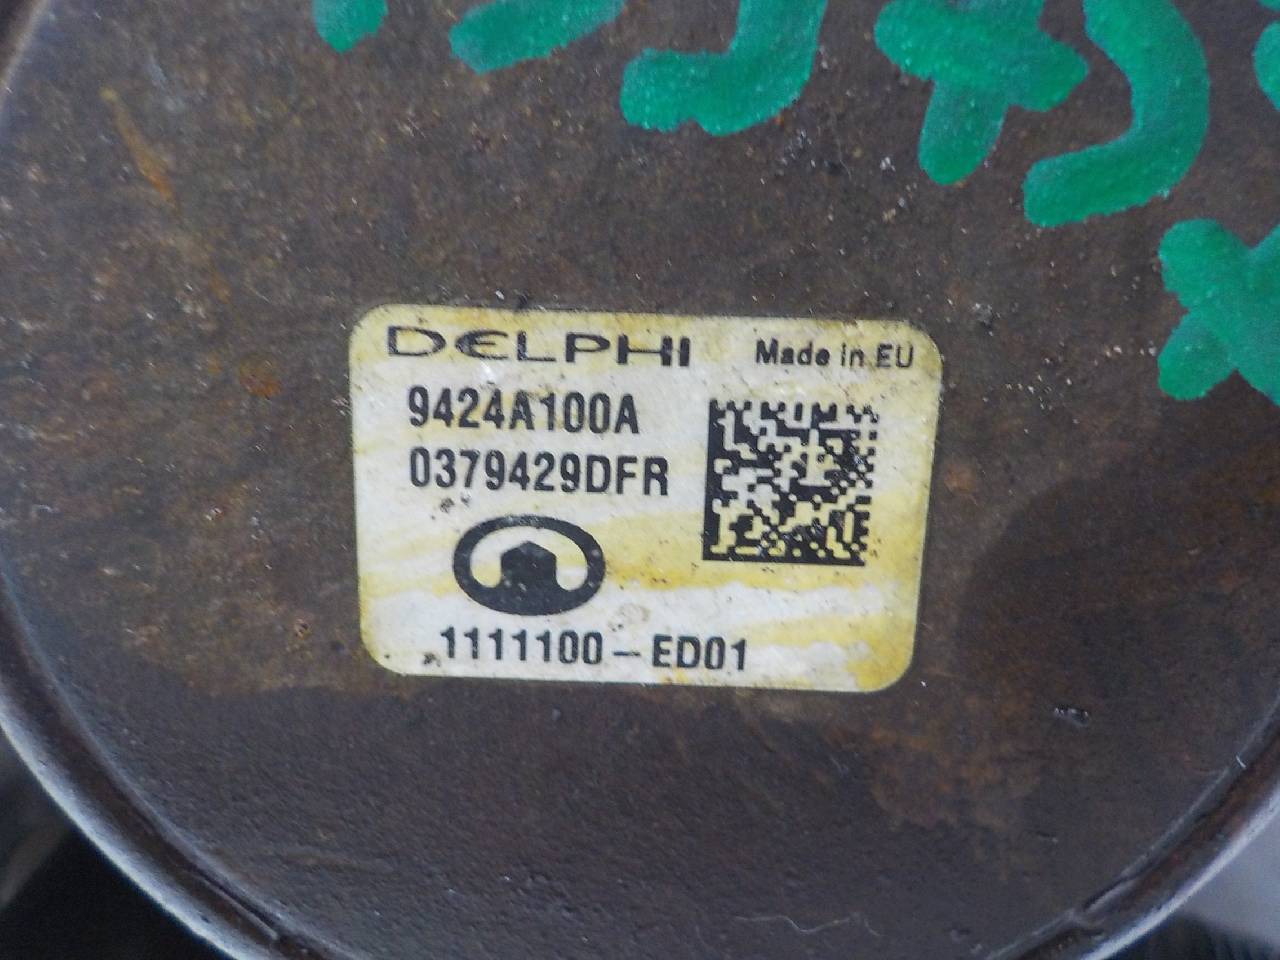 DELPHI Made in EU
9424A100A
0379429DFR
1111100-ED01